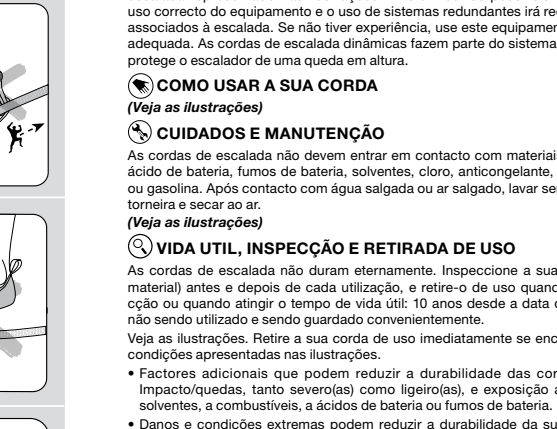 uso correcto do equipamento e o uso de sistemas redundantes irá
associados à escalada. Se não tiver experiência, use este
adequada. As cordas de escalada dinâmicas fazem parte do sistema
protege o escalador de uma queda em altura.
COMO USAR A SUA CORDA
(Veja as ilustrações)
CUIDADOS E MANUTENÇÃO
As cordas de escalada não devem entrar em contacto com
ácido de bateria, fumos de bateria, solventes, cloro, anticongelante,
ou gasolina. Após contacto com água salgada ou ar salgado, lavar
torneira e secar ao ar.
(Veja as ilustrações)
VIDA UTIL, INSPECÇÃO E RETIRADA DE USO
As cordas de escalada não duram eternamente. Inspeccione a sua
material) antes e depois de cada utilização, e retire-o de uso
cção ou quando atingir o tempo de vida útil: 10 anos desde a data
não sendo utilizado e sendo guardado convenientemente.
Veja as ilustrações. Retire a sua corda de uso imediatamente se
condições apresentadas nas ilustrações.
• Factores adicionais que podem reduzir a durabilidade das
Impacto/quedas, tanto severo(as) como ligeiro(as), e exposição
solventes, a combustíveis, a ácidos de bateria ou fumos de bateria.
• Danos e condições extremas podem reduzir a durabilidade da